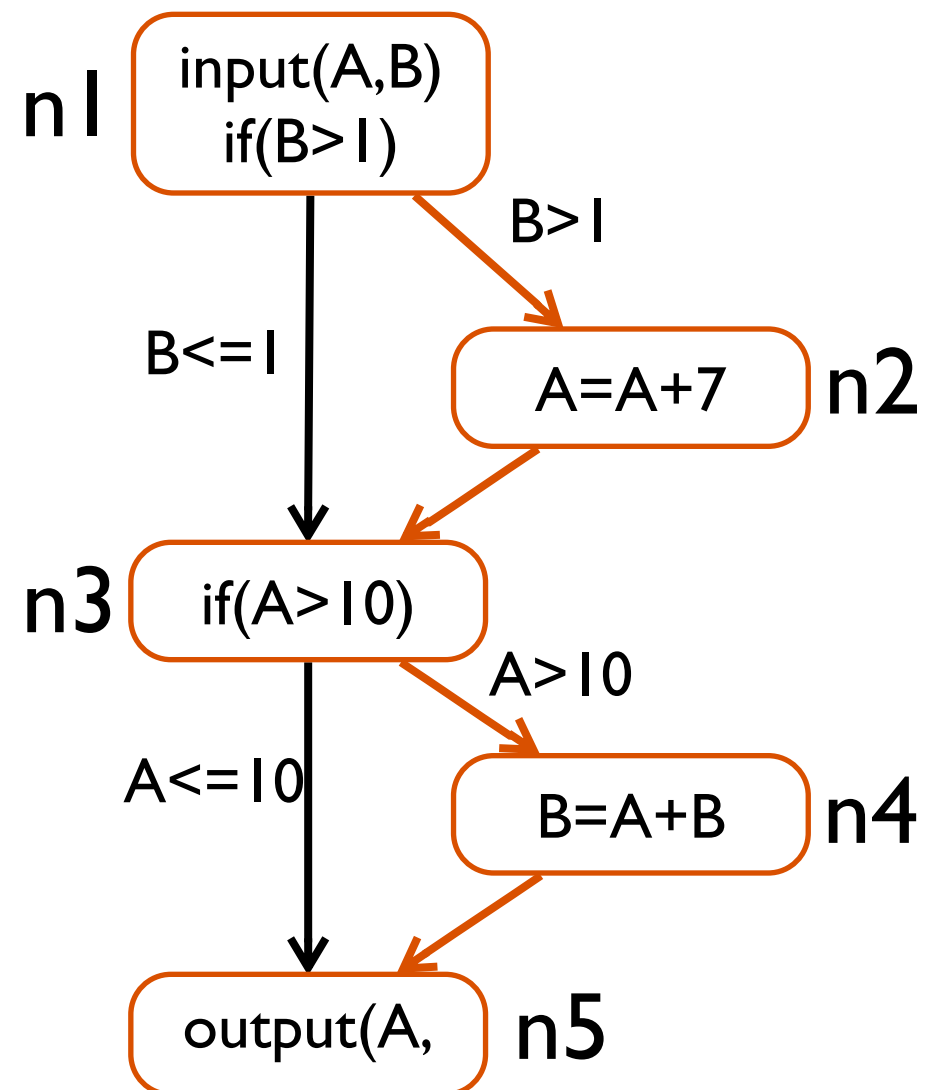 n1
input(A,B)
if(B>1)
B>1
B<=1
A=A+7
n2
n3
if(A>10)
A>10
A<=10
B=A+B
n4
output(A,
n5